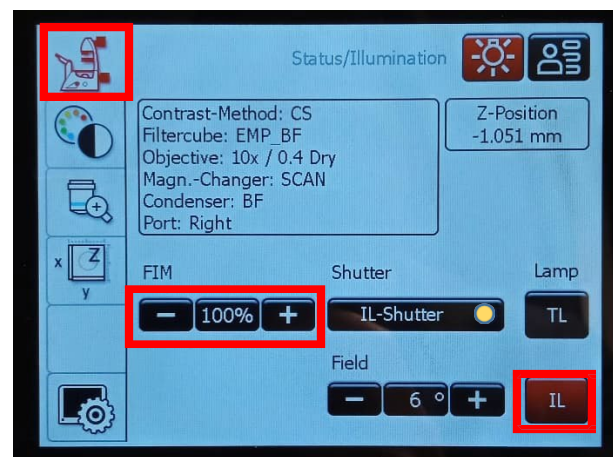 Status/Illumination
Contrast-Method: CS
Filtercube: EMP_BF
Objective: 10x / 0.4 Dry
Magn.-Changer: SCAN
Condenser: BF
Port: Right
Z-Position
-1.051 mm
x Z
y
FIM
Shutter
Lamp
− 100% +
IL-Shutter
TL
Field
− 6 ° +
IL